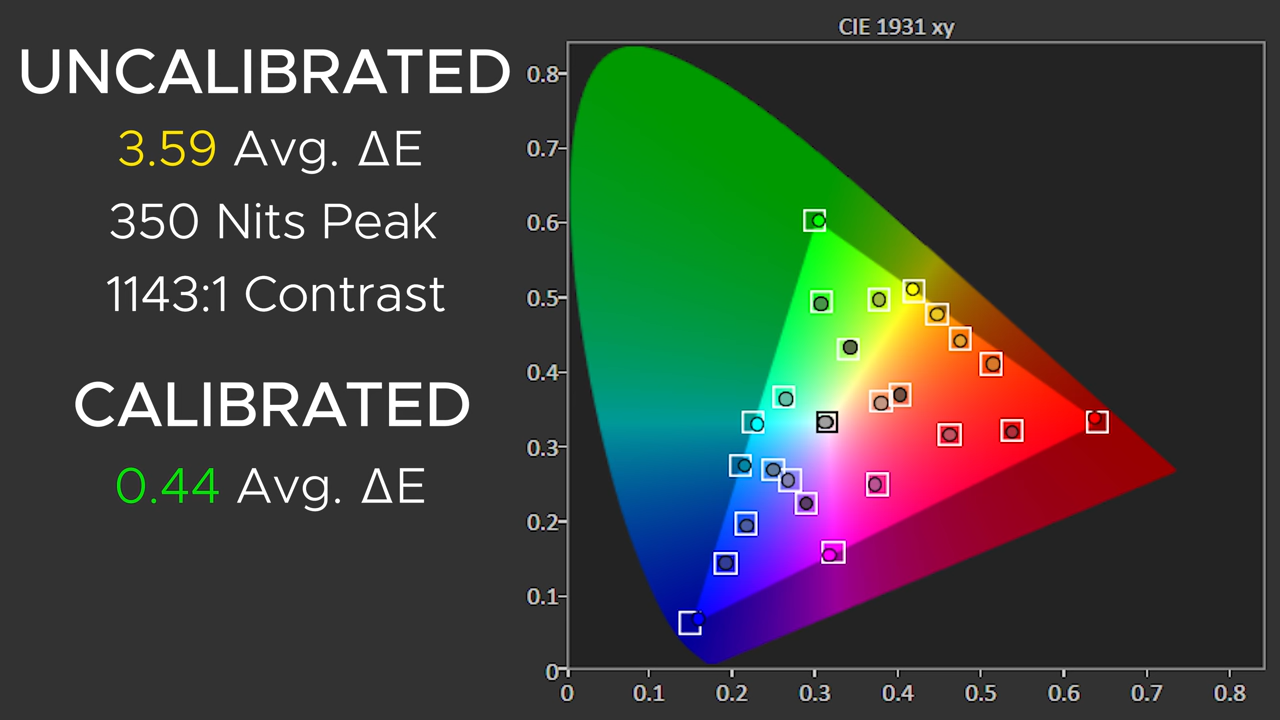 UNCALIBRATED
3.59 Avg. ΔE
350 Nits Peak
1143:1 Contrast
CALIBRATED
0.44 Avg. ΔE
CIE 1931 xy
0.8
0.7
0.6
0.5
0.4
0.3
0.2
0.1
0
0 0.1 0.2 0.3 0.4 0.5 0.6 0.7 0.8